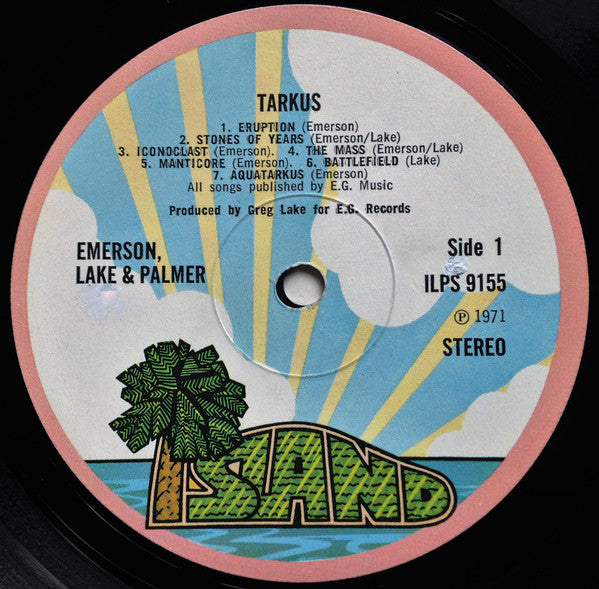 TARKUS
1. ERUPTION (Emerson)
2. STONES OF YEARS (Emerson/Lake)
3. ICONOCLAST (Emerson). 4. THE MASS (Emerson/Lake)
5. MANTICORE (Emerson). 6. BATTLEFIELD (Lake)
7. AQUATARKUS (Emerson)
All songs published by E.G. Music
Produced by Greg Lake for E.G. Records
EMERSON,
LAKE & PALMER
Side 1
ILPS 9155
Ⓟ 1971
STEREO
ISLAND